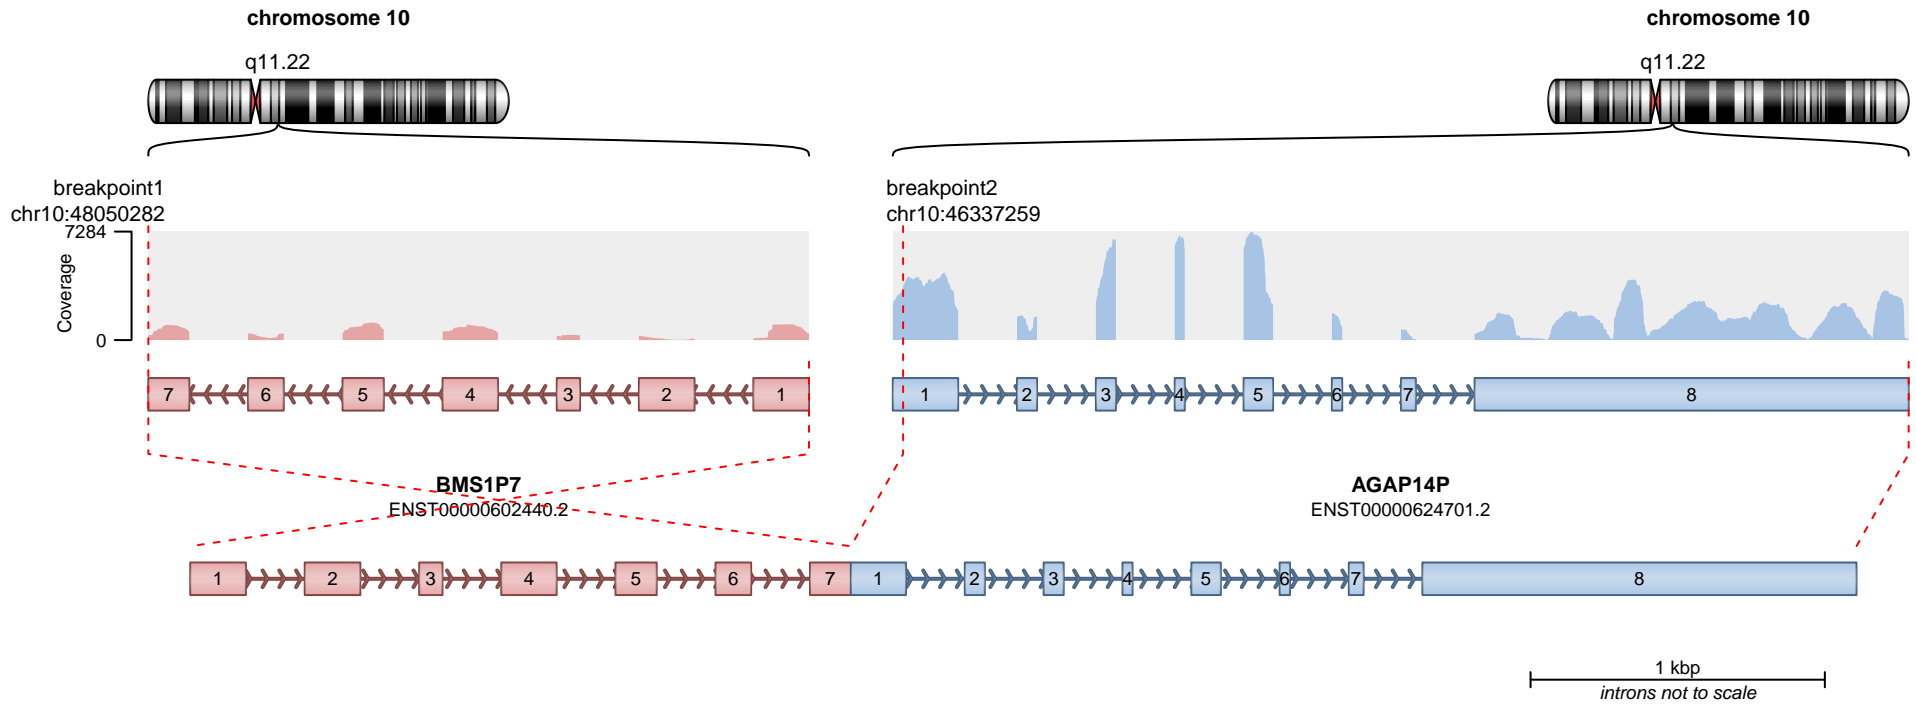 chromosome 10
chromosome 10
q11.22
q11.22
breakpoint1
chr10:48050282
breakpoint2
chr10:46337259
7284
Coverage
0
7 6 5 4 3 2 1
1 2 3 4 5 6 7 8
BMS1P7
ENST00000602440.2
AGAP14P
ENST00000624701.2
1 2 3 4 5 6 7 1 2 3 4 5 6 7 8
1 kbp
introns not to scale